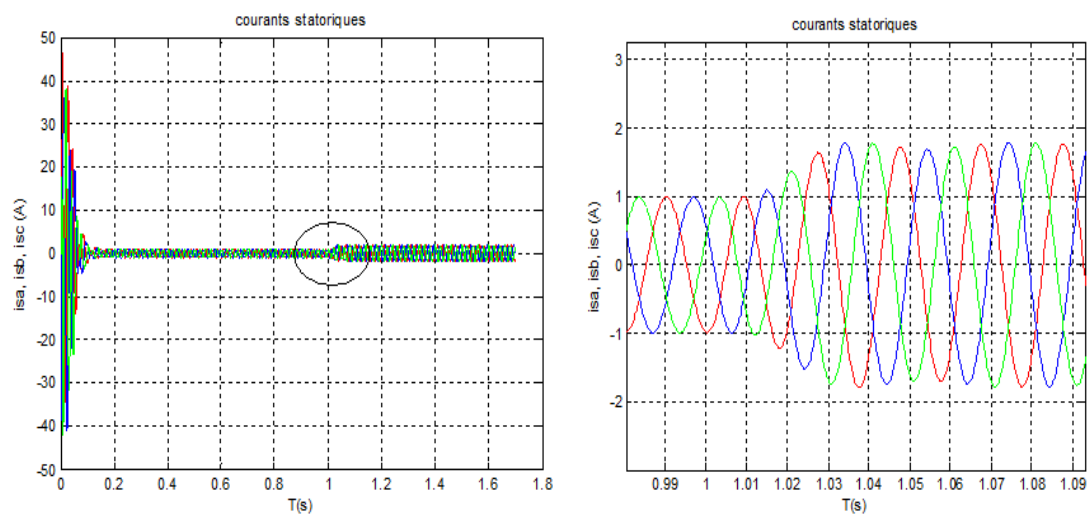 courants statoriques
isa, isb, isc (A)
50
40
30
20
10
0
-10
-20
-30
-40
-50
0 0.2 0.4 0.6 0.8 1 1.2 1.4 1.6 1.8
T(s)
courants statoriques
isa, isb, isc (A)
3
2
1
0
-1
-2
0.99 1 1.01 1.02 1.03 1.04 1.05 1.06 1.07 1.08 1.09
T(s)